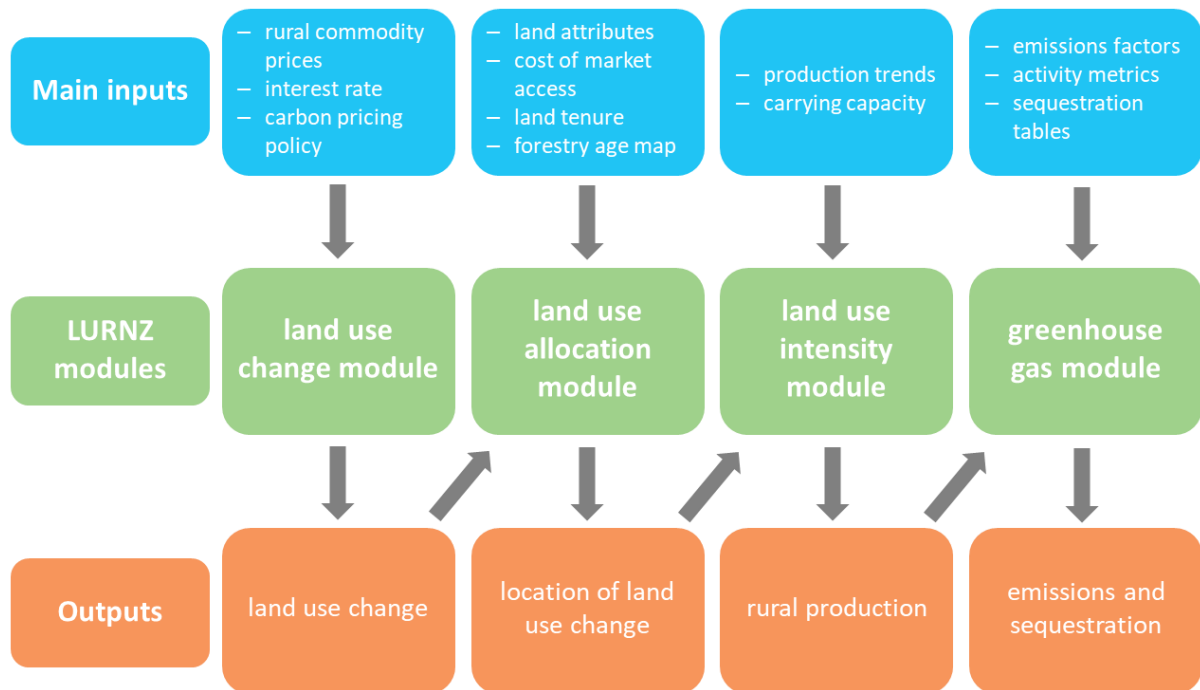 Main inputs
– rural commodity
prices
– interest rate
– carbon pricing
policy
– land attributes
– cost of market
access
– land tenure
– forestry age map
– production trends
– carrying capacity
– emissions factors
– activity metrics
– sequestration
tables
LURNZ
modules
land use
change module
land use
allocation
module
land use
intensity
module
greenhouse
gas module
Outputs
land use change
location of land
use change
rural production
emissions and
sequestration